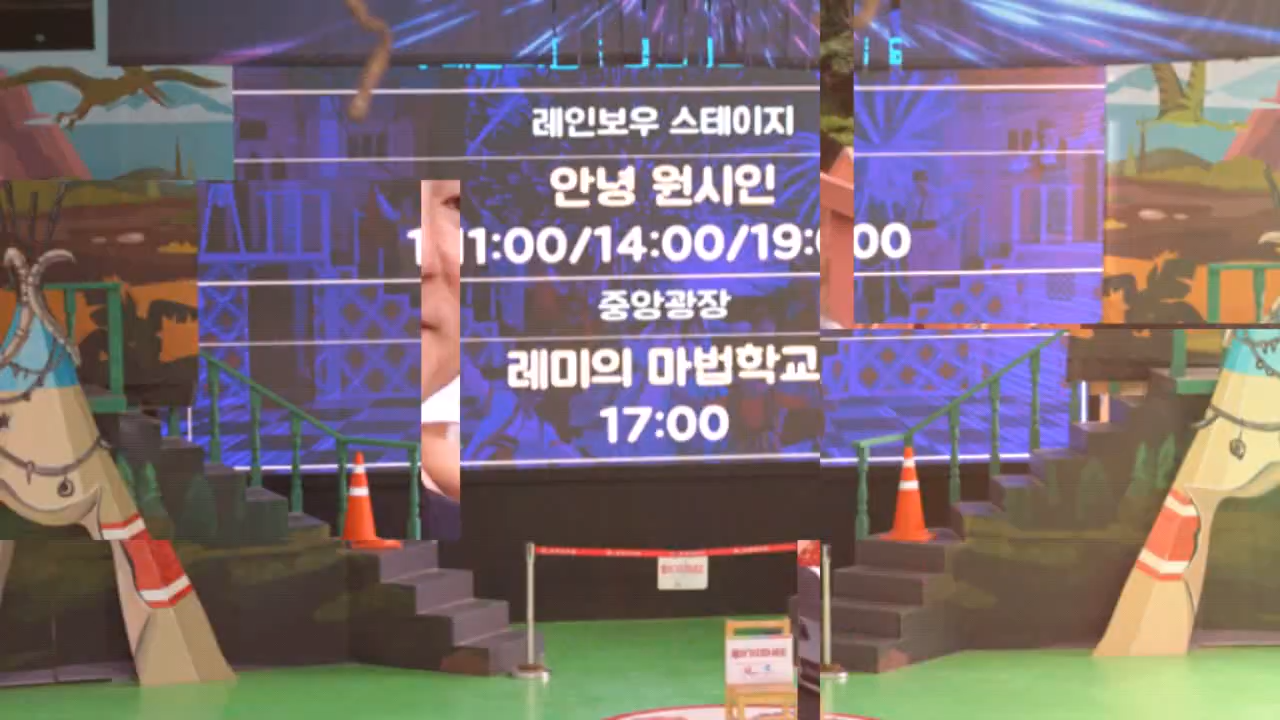 레인보우 스테이지
안녕 원시인
1 11:00/14:00/19:00
중앙광장
레미의 마법학교
17:00